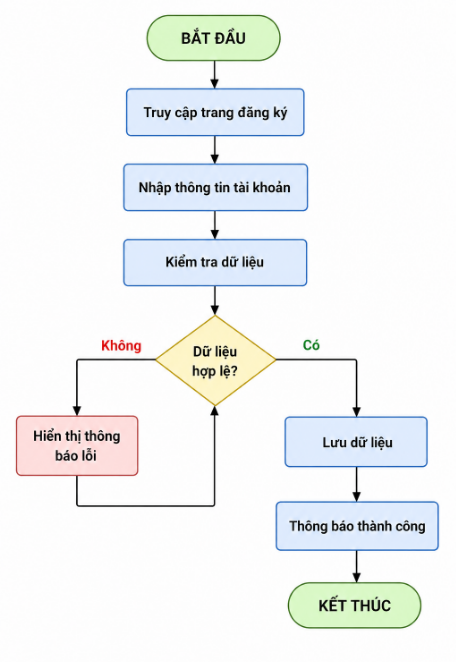 BẮT ĐẦU
Truy cập trang đăng ký
Nhập thông tin tài khoản
Kiểm tra dữ liệu
Dữ liệu
hợp lệ?
Không
Có
Hiển thị thông
báo lỗi
Lưu dữ liệu
Thông báo thành công
KẾT THÚC